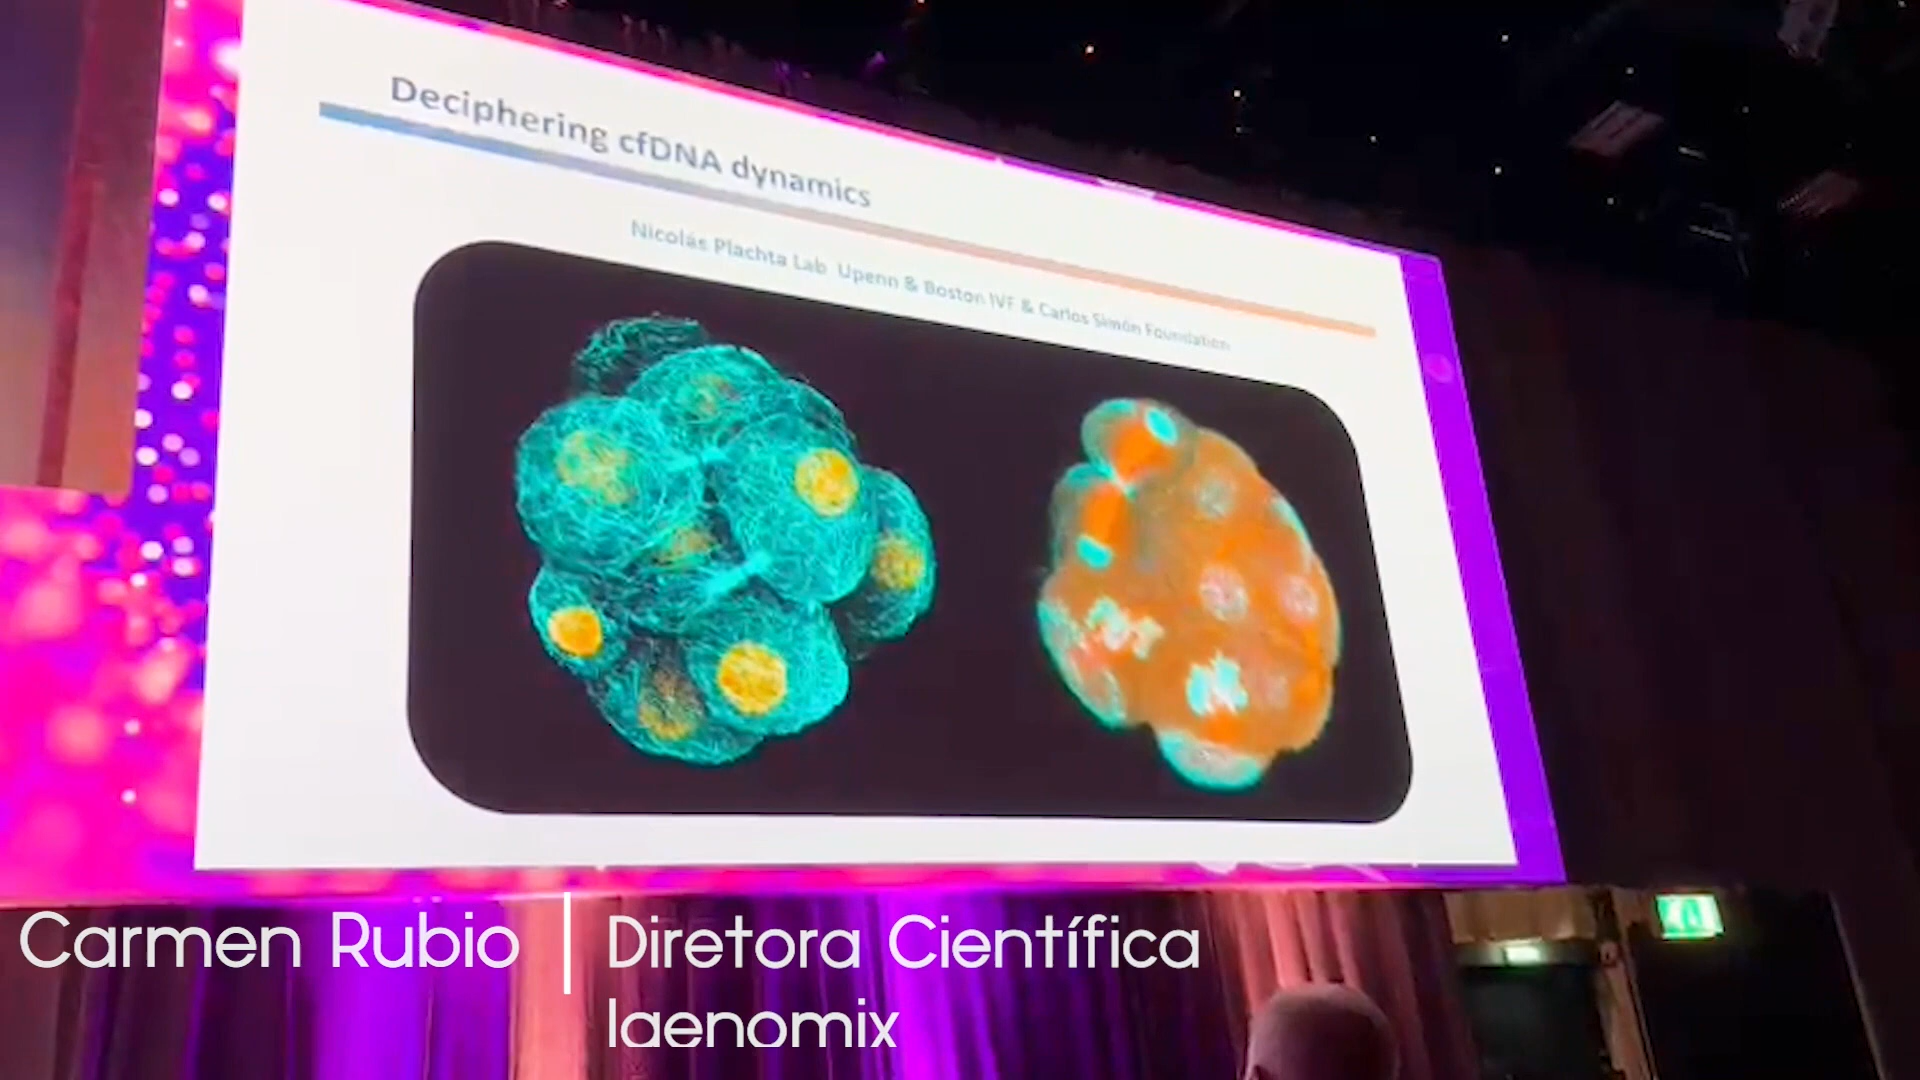 Deciphering cfDNA dynamics
Nicolás Plachta Lab Upenn & Boston IVF & Carlos Simón Foundation
Carmen Rubio
Diretora Científica
Iaenomix